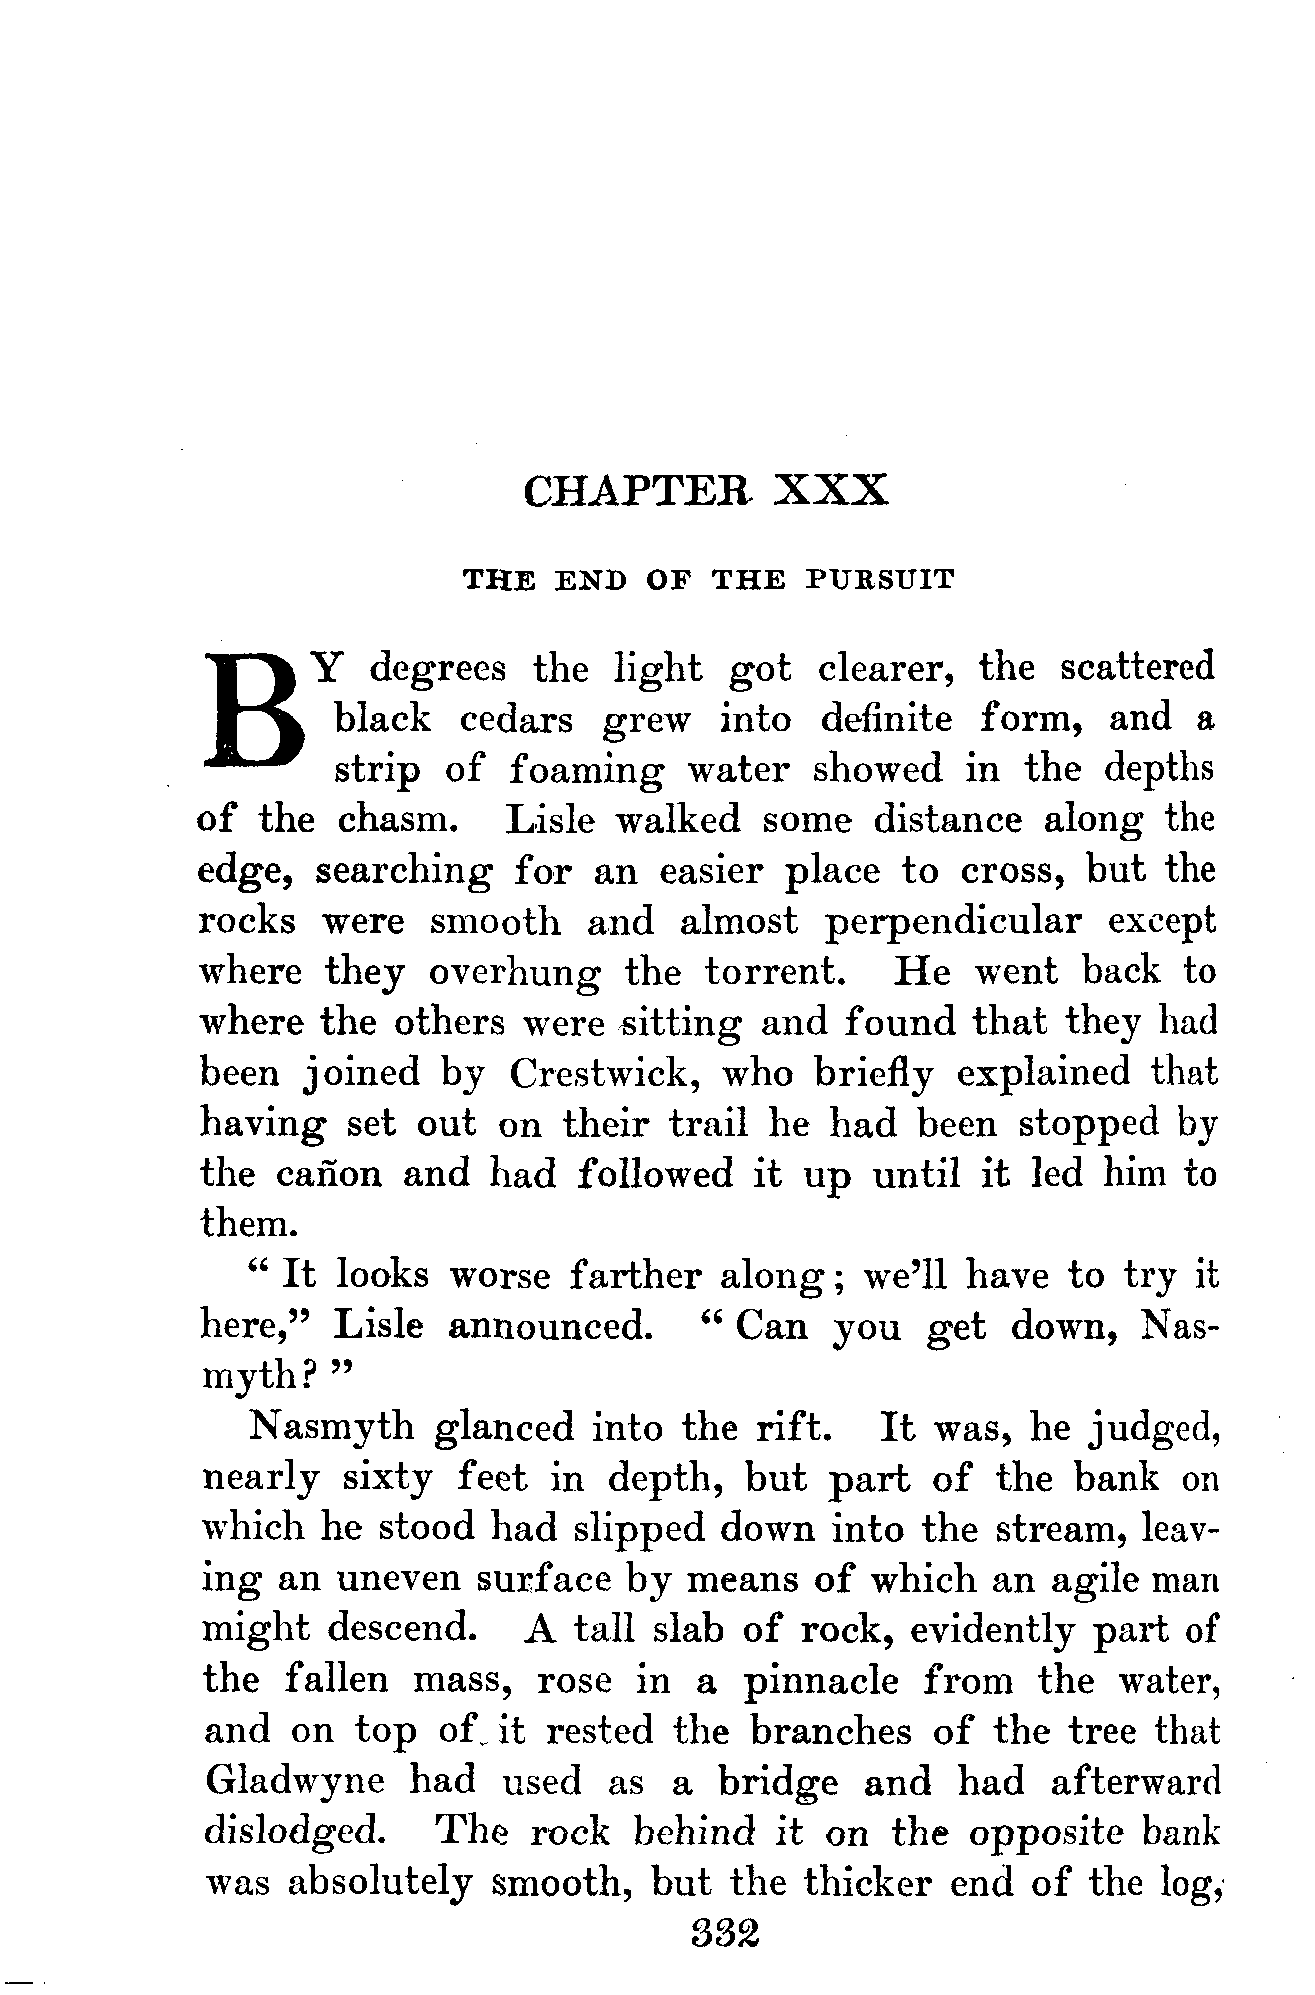 CHAPTER XXX
THE END OF THE PURSUIT
BY degrees the light got clearer, the scattered
black cedars grew into definite form, and a
strip of foaming water showed in the depths
of the chasm. Lisle walked some distance along the
edge, searching for an easier place to cross, but the
rocks were smooth and almost perpendicular except
where they overhung the torrent. He went back to
where the others were sitting and found that they had
been joined by Crestwick, who briefly explained that
having set out on their trail he had been stopped by
the cañon and had followed it up until it led him to
them.
“ It looks worse farther along ; we’ll have to try it
here,” Lisle announced. “ Can you get down, Nas-
myth? ”
Nasmyth glanced into the rift. It was, he judged,
nearly sixty feet in depth, but part of the bank on
which he stood had slipped down into the stream, leav-
ing an uneven surface by means of which an agile man
might descend. A tall slab of rock, evidently part of
the fallen mass, rose in a pinnacle from the water,
and on top of it rested the branches of the tree that
Gladwyne had used as a bridge and had afterward
dislodged. The rock behind it on the opposite bank
was absolutely smooth, but the thicker end of the log,
332